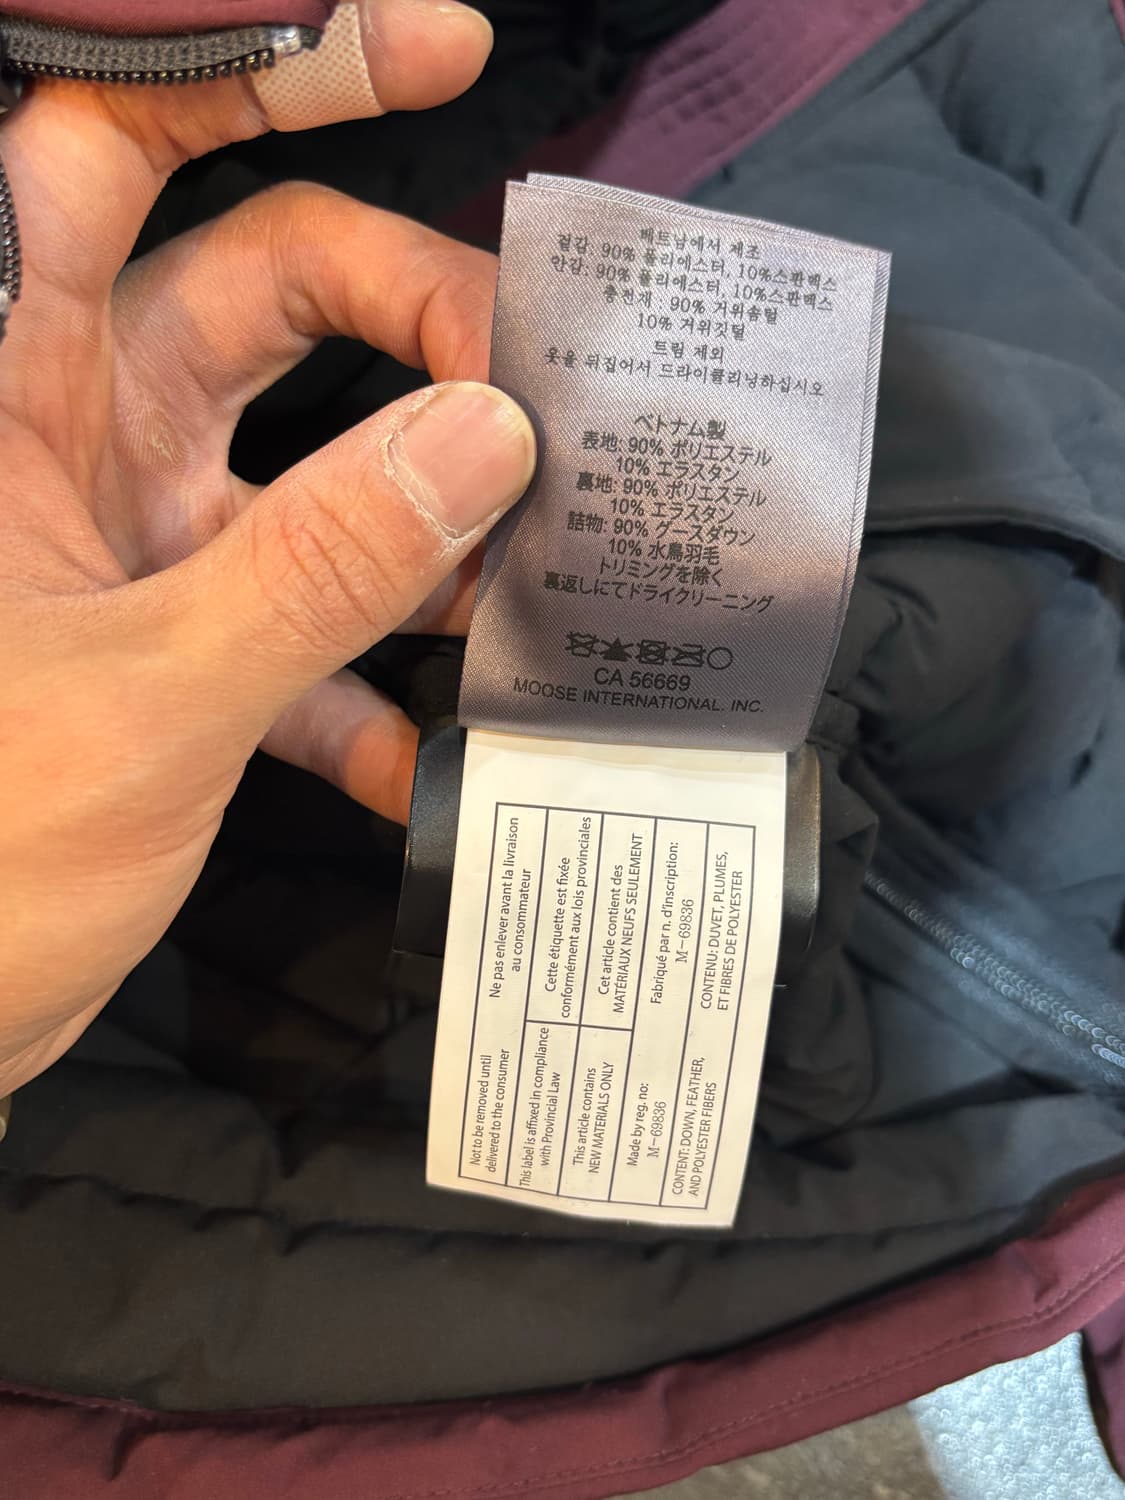 베트남에서 제조
겉감: 90% 폴리에스터, 10%스판벡스
안감: 90% 폴리에스터, 10%스판벡스
충전재 : 90% 거위솜털
10% 거위깃털
트림 제외
옷을 뒤집어서 드라이클리닝하십시오
ベトナム製
表地: 90% ポリエステル
10% エラスタン
裏地: 90% ポリエステル
10% エラスタン
詰物: 90% グースダウン
10% 水鳥羽毛
トリミングを除く
裏返しにてドライクリーニング
CA 56669
MOOSE INTERNATIONAL. INC.
Not to be removed until
delivered to the consumer
Ne pas enlever avant la livraison
au consommateur
This label is affixed in compliance
with Provincial Law
Cette étiquette est fixée
conformément aux lois provinciales
This article contains
NEW MATERIALS ONLY
Cet article contient des
MATÉRIAUX NEUFS SEULEMENT
Made by reg. no:
M-69836
Fabriqué par n. d'inscription:
M-69836
CONTENT: DOWN, FEATHER,
AND POLYESTER FIBERS
CONTENU: DUVET, PLUMES,
ET FIBRES DE POLYESTER